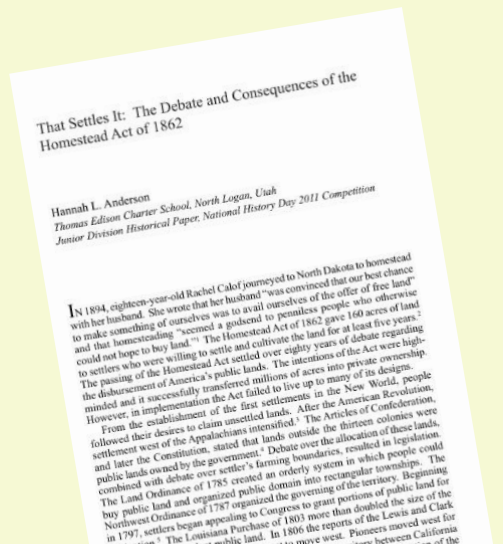 That Settles It: The Debate and Consequences of the
Homestead Act of 1862
Hannah L. Anderson
Thomas Edison Charter School, North Logan, Utah
Junior Division Historical Paper, National History Day 2011 Competition
IN 1894, eighteen-year-old Rachel Calof journeyed to North Dakota to homestead
with her husband. She wrote that her husband "was convinced that our best chance
to make something of ourselves was to avail ourselves of the offer of free land"
and that homesteading "seemed a godsend to penniless people who otherwise
could not hope to buy land."1 The Homestead Act of 1862 gave 160 acres of land
to settlers who were willing to settle and cultivate the land for at least five years.2
The passing of the Homestead Act settled over eighty years of debate regarding
the disbursement of America's public lands. The intentions of the Act were high-
minded and it successfully transferred millions of acres into private ownership.
However, in implementation the Act failed to live up to many of its designs.
From the establishment of the first settlements in the New World, people
followed their desires to claim unsettled lands. After the American Revolution,
settlement west of the Appalachians intensified.3 The Articles of Confederation,
and later the Constitution, stated that lands outside the thirteen colonies were
public lands owned by the government.4 Debate over the allocation of these lands,
combined with debate over settler's farming boundaries, resulted in legislation.
The Land Ordinance of 1785 created an orderly system in which people could
buy public land and organized public domain into rectangular townships. The
Northwest Ordinance of 1787 organized the governing of the territory. Beginning
in 1797, settlers began appealing to Congress to grant portions of public land for
The Louisiana Purchase of 1803 more than doubled the size of the
public land. In 1806 the reports of the Lewis and Clark
to move west. Pioneers moved west for
between California
of the